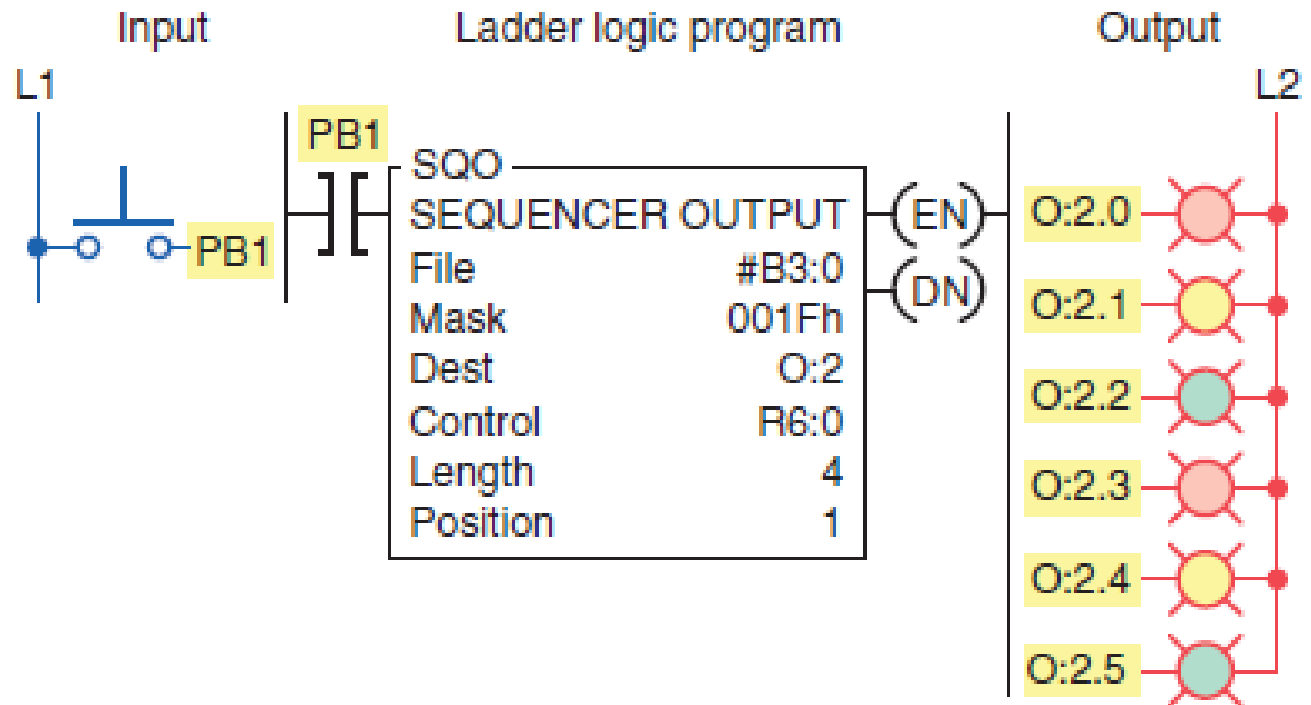 Input
Ladder logic program
Output
L1
L2
PB1
PB1
SQO
SEQUENCER OUTPUT
File #B3:0
Mask 001Fh
Dest O:2
Control R6:0
Length 4
Position 1
EN
DN
O:2.0
O:2.1
O:2.2
O:2.3
O:2.4
O:2.5